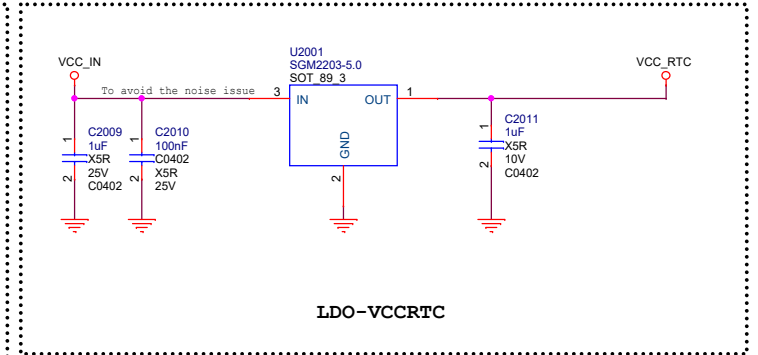 VCC_IN
To avoid the noise issue
U2001
SGM2203-5.0
SOT_89_3
3
IN
OUT
1
GND
2
VCC_RTC
1
2
C2009
1uF
X5R
25V
C0402
1
2
C2010
100nF
C0402
X5R
25V
1
2
C2011
1uF
X5R
10V
C0402
LDO-VCCRTC